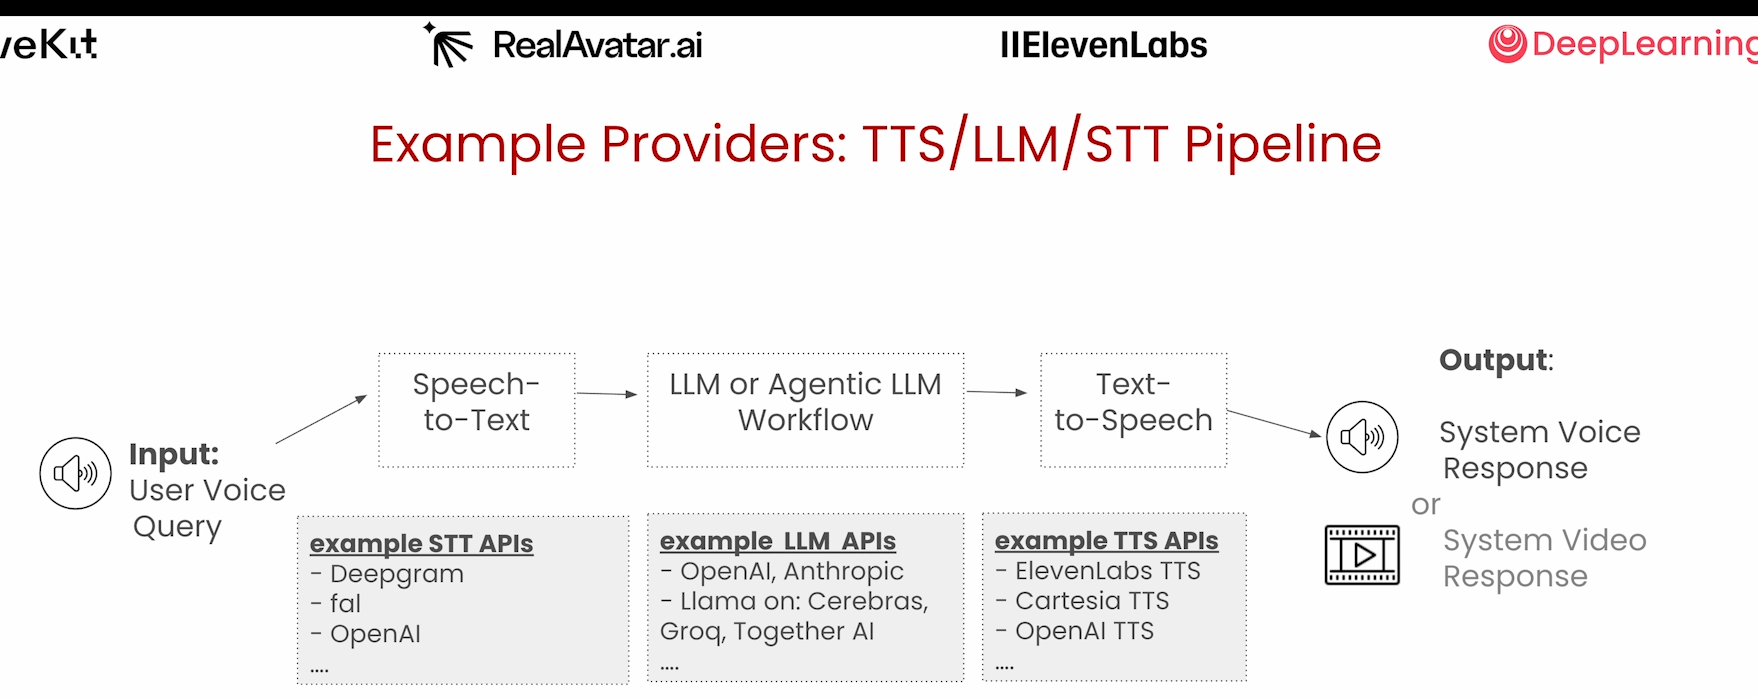 veKit
RealAvatar.ai
IIElevenLabs
DeepLearning
Example Providers: TTS/LLM/STT Pipeline
Input:
User Voice
Query
Speech-
to-Text
LLM or Agentic LLM
Workflow
Text-
to-Speech
Output:
System Voice
Response
or
System Video
Response
example STT APIs
- Deepgram
- fal
- OpenAI
....
example LLM APIs
- OpenAI, Anthropic
- Llama on: Cerebras,
Groq, Together AI
....
example TTS APIs
- ElevenLabs TTS
- Cartesia TTS
- OpenAI TTS
....